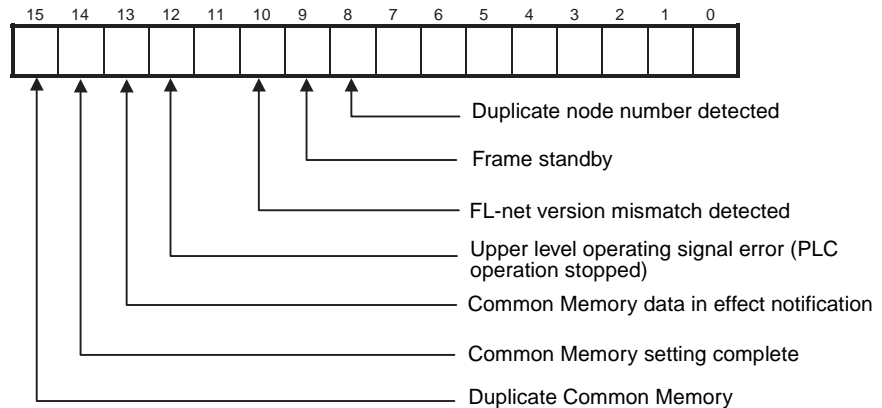 15 14 13 12 11 10 9 8 7 6 5 4 3 2 1 0
Duplicate node number detected
Frame standby
FL-net version mismatch detected
Upper level operating signal error (PLC
operation stopped)
Common Memory data in effect notification
Common Memory setting complete
Duplicate Common Memory